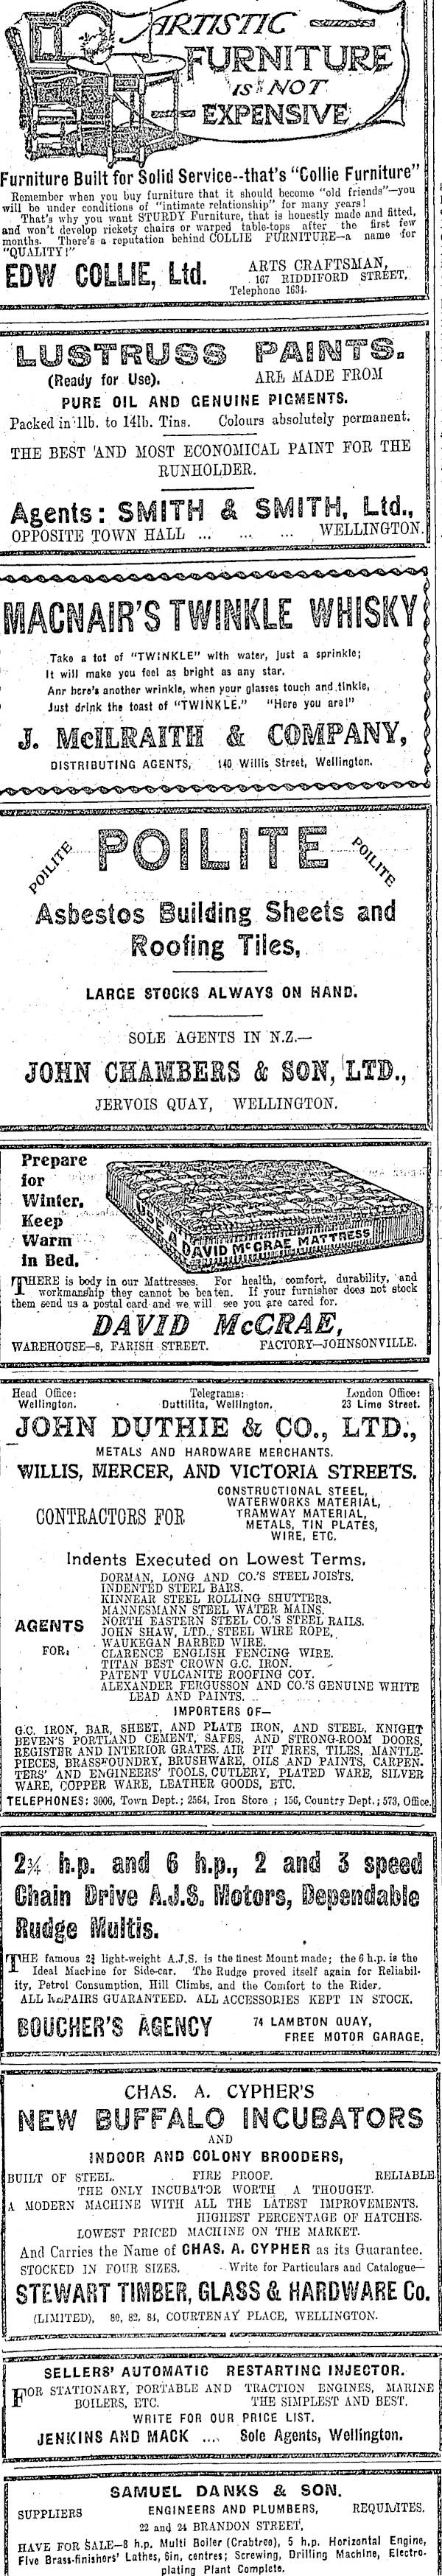 ARTISTIC
FURNITURE
IS NOT
EXPENSIVE
Furniture Built for Solid Service--that's "Collie Furniture"
Remember when you buy furniture that it should become "old friends"—you
will be under conditions of "intimate relationship" for many years!
That's why you want STURDY Furniture, that is honestly made and fitted,
and won't develop rickety chairs or warped table-tops after the first few
months. There's a reputation behind COLLIE FURNITURE—a name for
"QUALITY!"
EDW COLLIE, Ltd.
ARTS CRAFTSMAN,
167 RIDDIFORD STREET,
Telephone 1634.
LUSTRUSS PAINTS.
(Ready for Use). ARE MADE FROM
PURE OIL AND GENUINE PIGMENTS.
Packed in 1lb. to 14lb. Tins. Colours absolutely permanent.
THE BEST AND MOST ECONOMICAL PAINT FOR THE
RUNHOLDER.
Agents: SMITH & SMITH, Ltd.,
OPPOSITE TOWN HALL ... ... ... WELLINGTON.
MACNAIR'S TWINKLE WHISKY
Take a tot of "TWINKLE" with water, just a sprinkle;
It will make you feel as bright as any star.
Anr here's another wrinkle, when your glasses touch and tinkle,
Just drink the toast of "TWINKLE." "Here you are!"
J. McILRAITH & COMPANY,
DISTRIBUTING AGENTS, 140 Willis Street, Wellington.
POILITE POILITE POILITE
Asbestos Building Sheets and
Roofing Tiles,
LARGE STOCKS ALWAYS ON HAND.
SOLE AGENTS IN N.Z.—
JOHN CHAMBERS & SON, LTD.,
JERVOIS QUAY, WELLINGTON.
Prepare
for
Winter,
Keep
Warm
in Bed.
USE A DAVID McCRAE MATTRESS
THERE is body in our Mattresses. For health, comfort, durability, and
workmanship they cannot be beaten. If your furnisher does not stock
them send us a postal card and we will see you are cared for.
DAVID McCRAE,
WAREHOUSE—8, FARISH STREET. FACTORY—JOHNSONVILLE.
Head Office: Telegrams: London Office:
Wellington. Duttilita, Wellington. 23 Lime Street.
JOHN DUTHIE & CO., LTD.,
METALS AND HARDWARE MERCHANTS.
WILLIS, MERCER, AND VICTORIA STREETS.
CONTRACTORS FOR
CONSTRUCTIONAL STEEL,
WATERWORKS MATERIAL,
TRAMWAY MATERIAL,
METALS, TIN PLATES,
WIRE, ETC.
Indents Executed on Lowest Terms.
AGENTS
FOR:
DORMAN, LONG AND CO.'S STEEL JOISTS.
INDENTED STEEL BARS.
KINNEAR STEEL ROLLING SHUTTERS.
MANNESMANN STEEL WATER MAINS.
NORTH EASTERN STEEL CO.'S STEEL RAILS.
JOHN SHAW, LTD., STEEL WIRE ROPE,
WAUKEGAN BARBED WIRE.
CLARENCE ENGLISH FENCING WIRE.
TITAN BEST CROWN G.C. IRON.
PATENT VULCANITE ROOFING COY.
ALEXANDER FERGUSSON AND CO.'S GENUINE WHITE
LEAD AND PAINTS.
IMPORTERS OF—
G.C. IRON, BAR, SHEET, AND PLATE IRON, AND STEEL, KNIGHT
BEVEN'S PORTLAND CEMENT, SAFES, AND STRONG-ROOM DOORS,
REGISTER AND INTERIOR GRATES, AIR PIT FIRES, TILES, MANTLE-
PIECES, BRASSFOUNDRY, BRUSHWARE, OILS AND PAINTS, CARPEN-
TERS' AND ENGINEERS' TOOLS, CUTLERY, PLATED WARE, SILVER
WARE, COPPER WARE, LEATHER GOODS, ETC.
TELEPHONES: 3006, Town Dept.; 2564, Iron Store; 156, Country Dept.; 573, Office.
2¾ h.p. and 6 h.p., 2 and 3 speed
Chain Drive A.J.S. Motors, Dependable
Rudge Multis.
THE famous 2¾ light-weight A.J.S. is the finest Mount made; the 6 h.p. is the
Ideal Machine for Side-car. The Rudge proved itself again for Reliabil-
ity, Petrol Consumption, Hill Climbs, and the Comfort to the Rider.
ALL REPAIRS GUARANTEED. ALL ACCESSORIES KEPT IN STOCK.
BOUCHER'S AGENCY
74 LAMBTON QUAY,
FREE MOTOR GARAGE.
CHAS. A. CYPHER'S
NEW BUFFALO INCUBATORS
AND
INDOOR AND COLONY BROODERS,
BUILT OF STEEL. FIRE PROOF. RELIABLE.
THE ONLY INCUBATOR WORTH A THOUGHT.
A MODERN MACHINE WITH ALL THE LATEST IMPROVEMENTS.
HIGHEST PERCENTAGE OF HATCHES.
LOWEST PRICED MACHINE ON THE MARKET.
And Carries the Name of CHAS. A. CYPHER as its Guarantee.
STOCKED IN FOUR SIZES. Write for Particulars and Catalogue—
STEWART TIMBER, GLASS & HARDWARE Co.
(LIMITED), 80, 82, 84, COURTENAY PLACE, WELLINGTON.
SELLERS' AUTOMATIC RESTARTING INJECTOR.
FOR STATIONARY, PORTABLE AND TRACTION ENGINES, MARINE
BOILERS, ETC. THE SIMPLEST AND BEST.
WRITE FOR OUR PRICE LIST.
JENKINS AND MACK .... Sole Agents, Wellington.
SAMUEL DANKS & SON.
SUPPLIERS ENGINEERS AND PLUMBERS, REQUISITES.
22 and 24 BRANDON STREET,
HAVE FOR SALE—8 h.p. Multi Boiler (Crabtree), 5 h.p. Horizontal Engine,
Five Brass-finishors' Lathes, 6in. centres; Screwing, Drilling Machine, Electro-
plating Plant Complete.